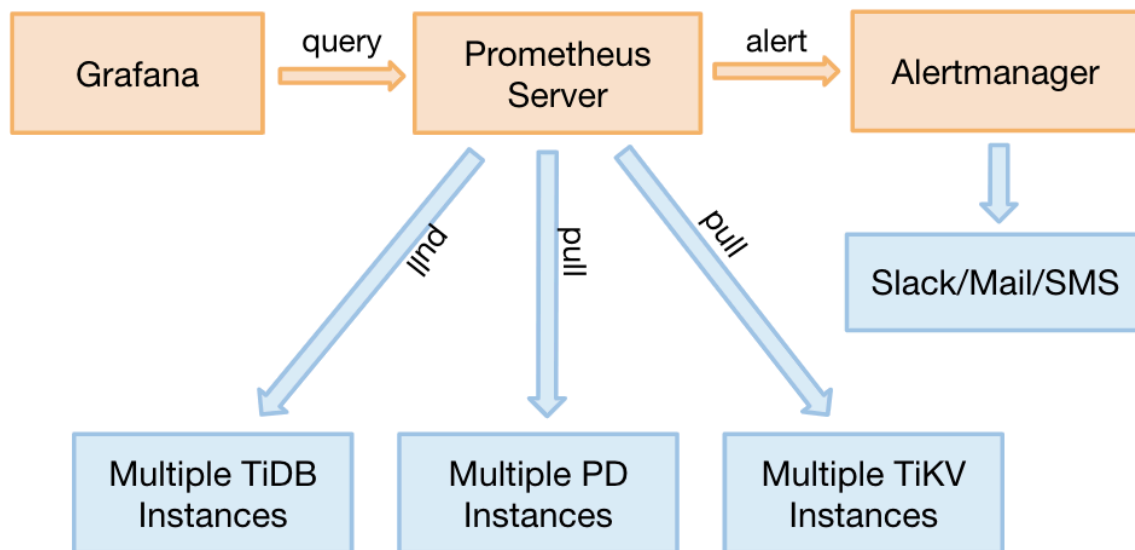 query
alert
Grafana
Prometheus
Server
Alertmanager
pull
pull
pull
Slack/Mail/SMS
Multiple TiDB
Instances
Multiple PD
Instances
Multiple TiKV
Instances